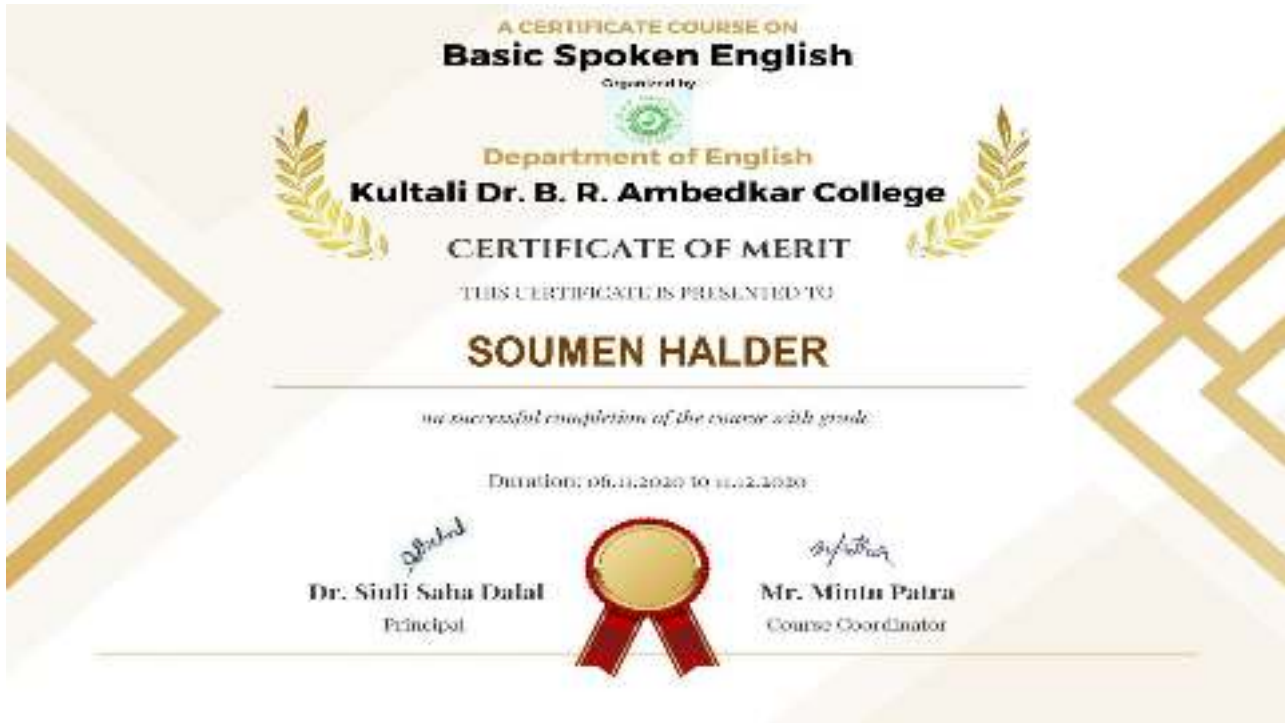 A CERTIFICATE COURSE ON
Basic Spoken English
Organized by
Department of English
Kultali Dr. B. R. Ambedkar College
CERTIFICATE OF MERIT
THIS CERTIFICATE IS PRESENTED TO
SOUMEN HALDER
on successful completion of the course with grade
Duration: 06.11.2020 to 11.12.2020
Dr. Siuli Saha Dalal Mr. Mintu Patra
Principal Course Coordinator